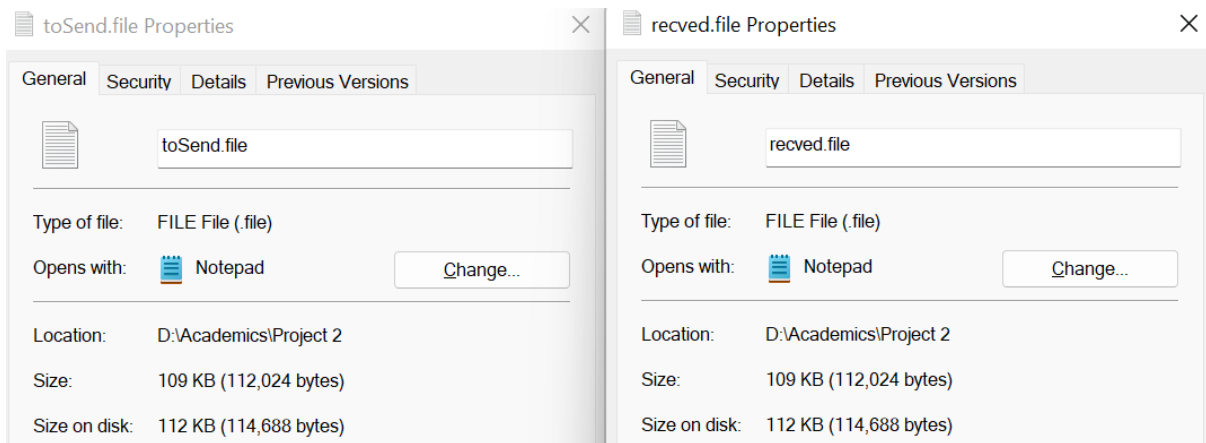 toSend.file Properties
General Security Details Previous Versions
toSend.file
Type of file: FILE File (.file)
Opens with: Notepad Change...
Location: D:\Academics\Project 2
Size: 109 KB (112,024 bytes)
Size on disk: 112 KB (114,688 bytes)
recved.file Properties
General Security Details Previous Versions
recved.file
Type of file: FILE File (.file)
Opens with: Notepad Change...
Location: D:\Academics\Project 2
Size: 109 KB (112,024 bytes)
Size on disk: 112 KB (114,688 bytes)